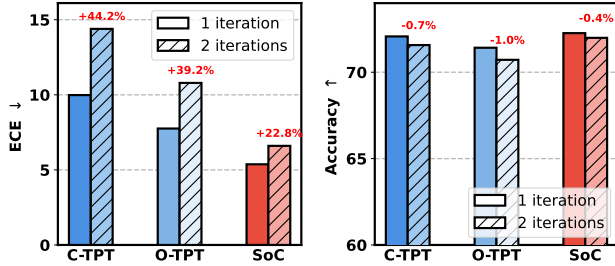 ECE ↓
15
10
5
0
+44.2%
+39.2%
+22.8%
1 iteration
2 iterations
C-TPT
O-TPT
SoC
Accuracy ↑
70
65
60
-0.7%
-1.0%
-0.4%
1 iteration
2 iterations
C-TPT
O-TPT
SoC